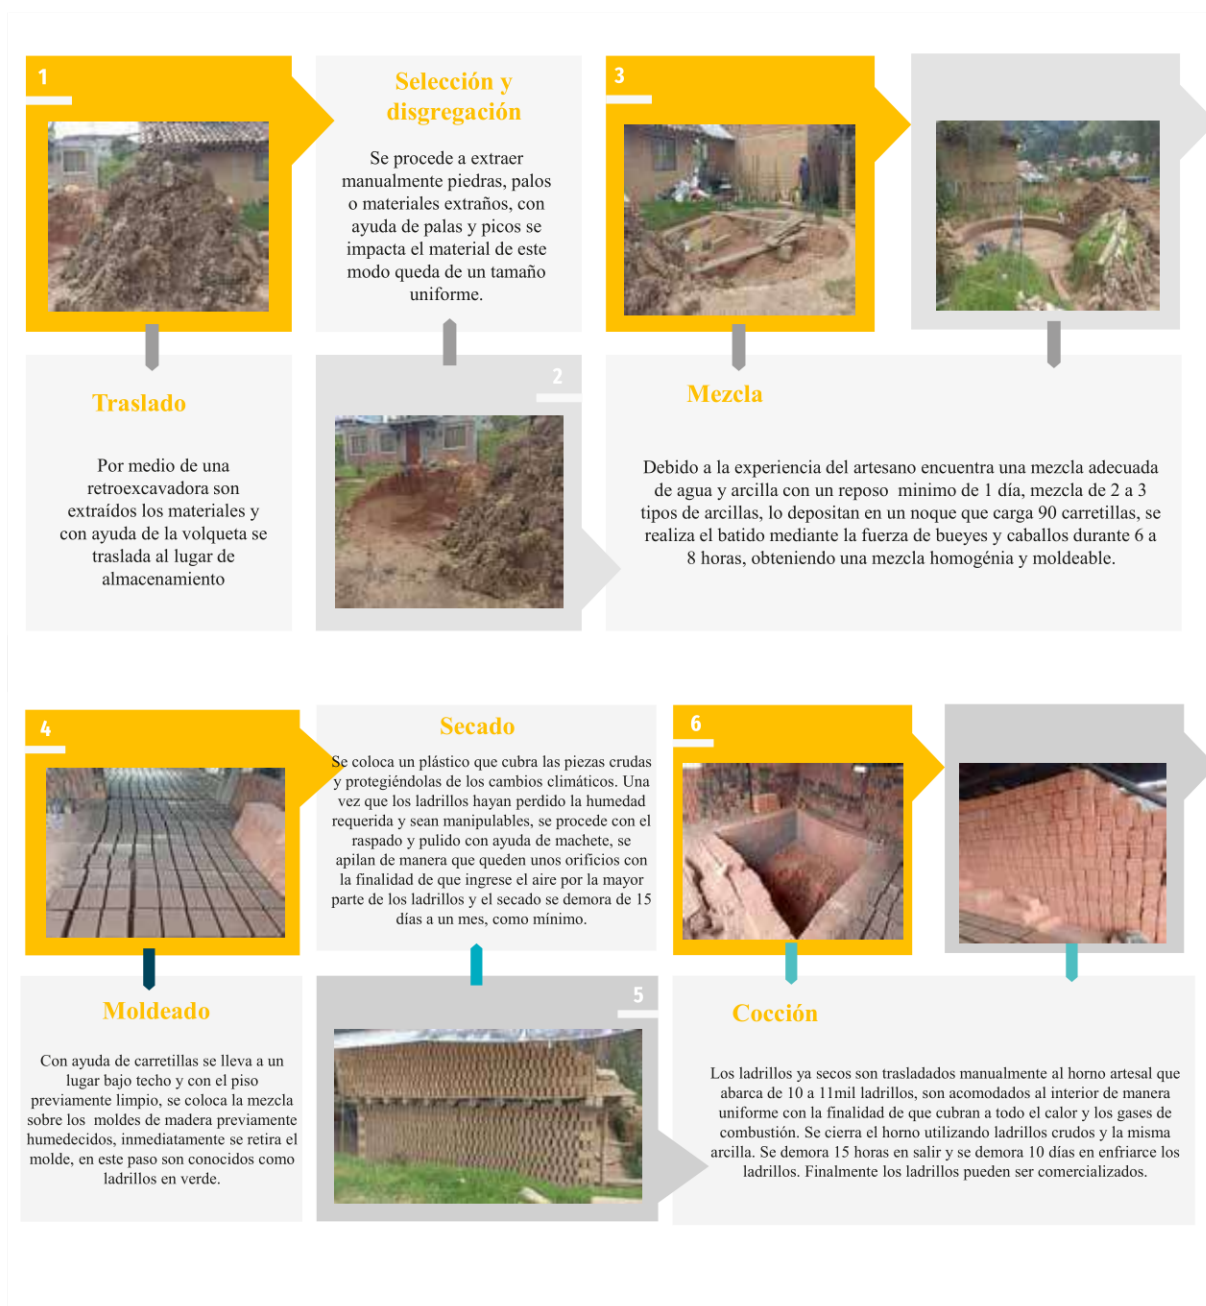 1
Traslado
Por medio de una
retroexcavadora son
extraídos los materiales y
con ayuda de la volqueta se
traslada al lugar de
almacenamiento
2
Selección y
disgregación
Se procede a extraer
manualmente piedras, palos
o materiales extraños, con
ayuda de palas y picos se
impacta el material de este
modo queda de un tamaño
uniforme.
3
Mezcla
Debido a la experiencia del artesano encuentra una mezcla adecuada
de agua y arcilla con un reposo minimo de 1 día, mezcla de 2 a 3
tipos de arcillas, lo depositan en un noque que carga 90 carretillas, se
realiza el batido mediante la fuerza de bueyes y caballos durante 6 a
8 horas, obteniendo una mezcla homogénia y moldeable.
4
Moldeado
Con ayuda de carretillas se lleva a un
lugar bajo techo y con el piso
previamente limpio, se coloca la mezcla
sobre los moldes de madera previamente
humedecidos, inmediatamente se retira el
molde, en este paso son conocidos como
ladrillos en verde.
5
Secado
Se coloca un plástico que cubra las piezas crudas
y protegiéndolas de los cambios climáticos. Una
vez que los ladrillos hayan perdido la humedad
requerida y sean manipulables, se procede con el
raspado y pulido con ayuda de machete, se
apilan de manera que queden unos orificios con
la finalidad de que ingrese el aire por la mayor
parte de los ladrillos y el secado se demora de 15
días a un mes, como mínimo.
6
Cocción
Los ladrillos ya secos son trasladados manualmente al horno artesal que
abarca de 10 a 11mil ladrillos, son acomodados al interior de manera
uniforme con la finalidad de que cubran a todo el calor y los gases de
combustión. Se cierra el horno utilizando ladrillos crudos y la misma
arcilla. Se demora 15 horas en salir y se demora 10 días en enfriarce los
ladrillos. Finalmente los ladrillos pueden ser comercializados.